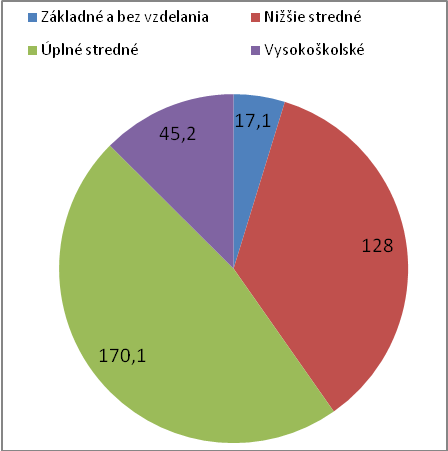 Základné a bez vzdelania Nižšie stredné
Úplné stredné Vysokoškolské
17,1
45,2
128
170,1